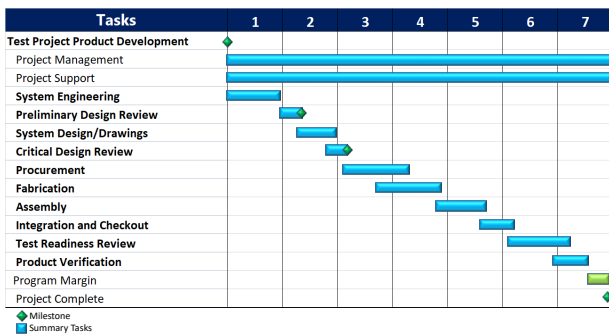 Tasks 1 2 3 4 5 6 7
Test Project Product Development
Project Management
Project Support
System Engineering
Preliminary Design Review
System Design/Drawings
Critical Design Review
Procurement
Fabrication
Assembly
Integration and Checkout
Test Readiness Review
Product Verification
Program Margin
Project Complete
Milestone
Summary Tasks